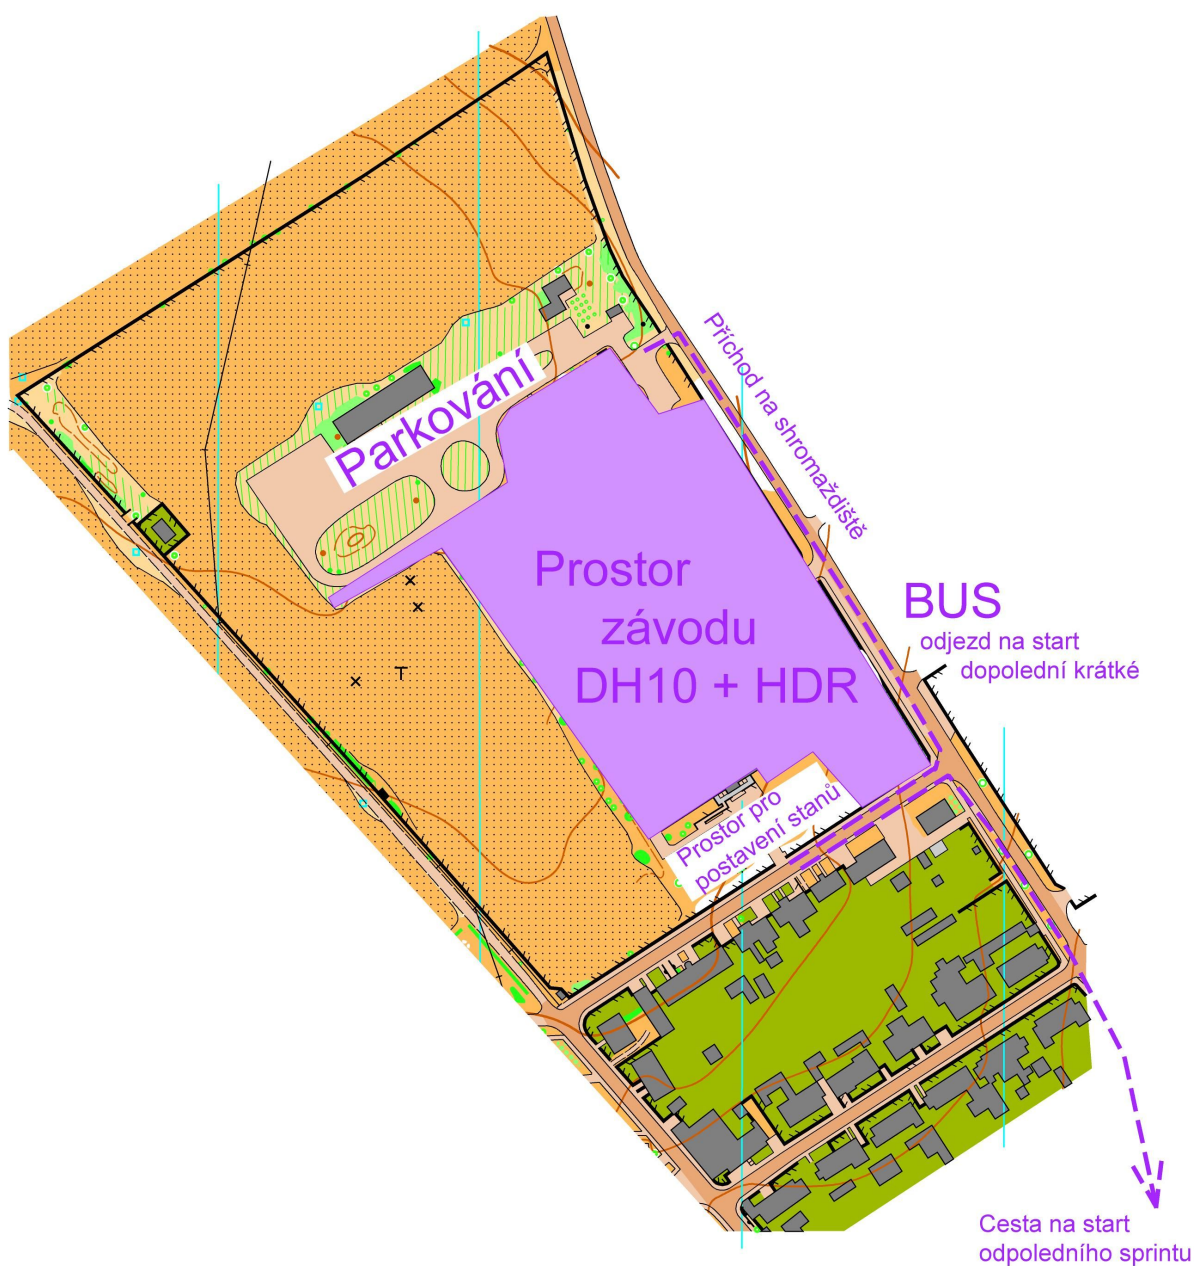 Příchod na shromaždiště
Parkování
Prostor
závodu
DH10 + HDR
BUS
odjezd na start
dopolední krátké
Prostor pro
postavení stanů
Cesta na start
odpoledního sprintu